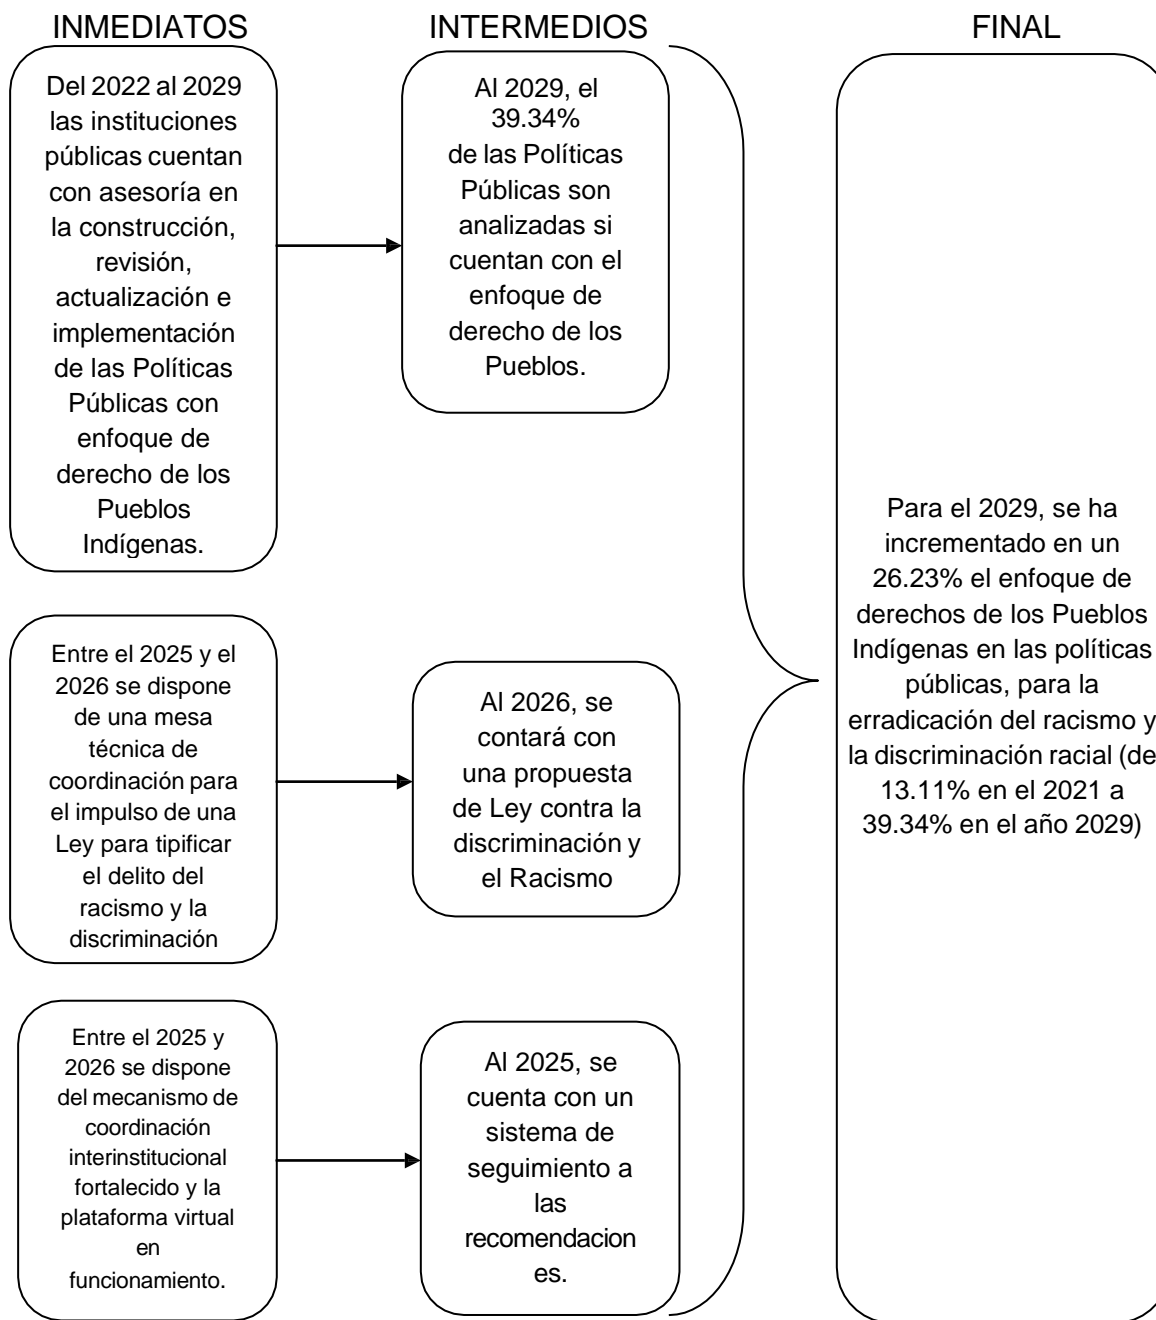 INMEDIATOS
INTERMEDIOS
FINAL
Del 2022 al 2029
las instituciones
públicas cuentan
con asesoría en
la construcción,
revisión,
actualización e
implementación
de las Políticas
Públicas con
enfoque de
derecho de los
Pueblos
Indígenas.
Al 2029, el
39.34%
de las Políticas
Públicas son
analizadas si
cuentan con el
enfoque de
derecho de los
Pueblos.
Entre el 2025 y el
2026 se dispone
de una mesa
técnica de
coordinación para
el impulso de una
Ley para tipificar
el delito del
racismo y la
discriminación
Al 2026, se
contará con
una propuesta
de Ley contra la
discriminación y
el Racismo
Entre el 2025 y
2026 se dispone
del mecanismo de
coordinación
interinstitucional
fortalecido y la
plataforma virtual
en
funcionamiento.
Al 2025, se
cuenta con un
sistema de
seguimiento a
las
recomendacion
es.
Para el 2029, se ha
incrementado en un
26.23% el enfoque de
derechos de los Pueblos
Indígenas en las políticas
públicas, para la
erradicación del racismo y
la discriminación racial (de
13.11% en el 2021 a
39.34% en el año 2029)